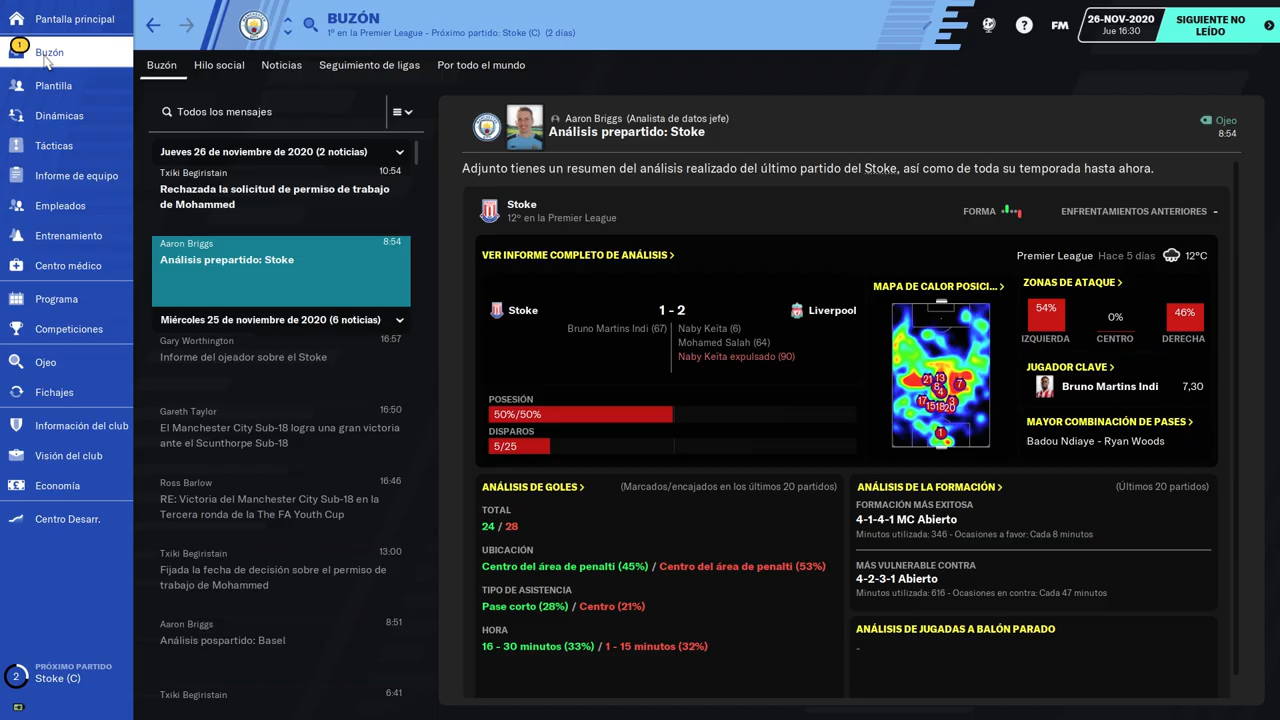 Pantalla principal
1
Buzón
Plantilla
Dinámicas
Tácticas
Informe de equipo
Empleados
Entrenamiento
Centro médico
Programa
Competiciones
Ojeo
Fichajes
Información del club
Visión del club
Economía
Centro Desarr.
2
PRÓXIMO PARTIDO
Stoke (C)
BUZÓN
1º en la Premier League - Próximo partido: Stoke (C) (2 días)
?
FM
26-NOV-2020
Jue 16:30
SIGUIENTE NO LEÍDO
Buzón
Hilo social
Noticias
Seguimiento de ligas
Por todo el mundo
Todos los mensajes
Jueves 26 de noviembre de 2020 (2 noticias)
Txiki Begiristain 10:54
Rechazada la solicitud de permiso de trabajo
de Mohammed
Aaron Briggs 8:54
Análisis prepartido: Stoke
Miércoles 25 de noviembre de 2020 (6 noticias)
Gary Worthington 16:57
Informe del ojeador sobre el Stoke
Gareth Taylor 16:50
El Manchester City Sub-18 logra una gran victoria
ante el Scunthorpe Sub-18
Ross Barlow 16:46
RE: Victoria del Manchester City Sub-18 en la
Tercera ronda de la The FA Youth Cup
Txiki Begiristain 13:00
Fijada la fecha de decisión sobre el permiso de
trabajo de Mohammed
Aaron Briggs 8:51
Análisis pospartido: Basel
Txiki Begiristain 6:41
Aaron Briggs (Analista de datos jefe)
Análisis prepartido: Stoke
Ojeo
8:54
Adjunto tienes un resumen del análisis realizado del último partido del Stoke, así como de toda su temporada hasta ahora.
Stoke
12º en la Premier League
FORMA
ENFRENTAMIENTOS ANTERIORES -
VER INFORME COMPLETO DE ANÁLISIS >
Premier League Hace 5 días 12°C
Stoke 1 - 2 Liverpool
Bruno Martins Indi (67)
Naby Keïta (6)
Mohamed Salah (64)
Naby Keïta expulsado (90)
POSESIÓN
50%/50%
DISPAROS
5/25
MAPA DE CALOR POSICI... >
21 13
8 7
4
17 15 18 20 3
1
ZONAS DE ATAQUE >
54% 0% 46%
IZQUIERDA CENTRO DERECHA
JUGADOR CLAVE >
Bruno Martins Indi 7,30
MAYOR COMBINACIÓN DE PASES >
Badou Ndiaye - Ryan Woods
ANÁLISIS DE GOLES > (Marcados/encajados en los últimos 20 partidos)
TOTAL
24 / 28
UBICACIÓN
Centro del área de penalti (45%) / Centro del área de penalti (53%)
TIPO DE ASISTENCIA
Pase corto (28%) / Centro (21%)
HORA
16 - 30 minutos (33%) / 1 - 15 minutos (32%)
ANÁLISIS DE LA FORMACIÓN > (Últimos 20 partidos)
FORMACIÓN MÁS EXITOSA
4-1-4-1 MC Abierto
Minutos utilizada: 346 - Ocasiones a favor: Cada 8 minutos
MÁS VULNERABLE CONTRA
4-2-3-1 Abierto
Minutos utilizada: 616 - Ocasiones en contra: Cada 47 minutos
ANÁLISIS DE JUGADAS A BALÓN PARADO
-